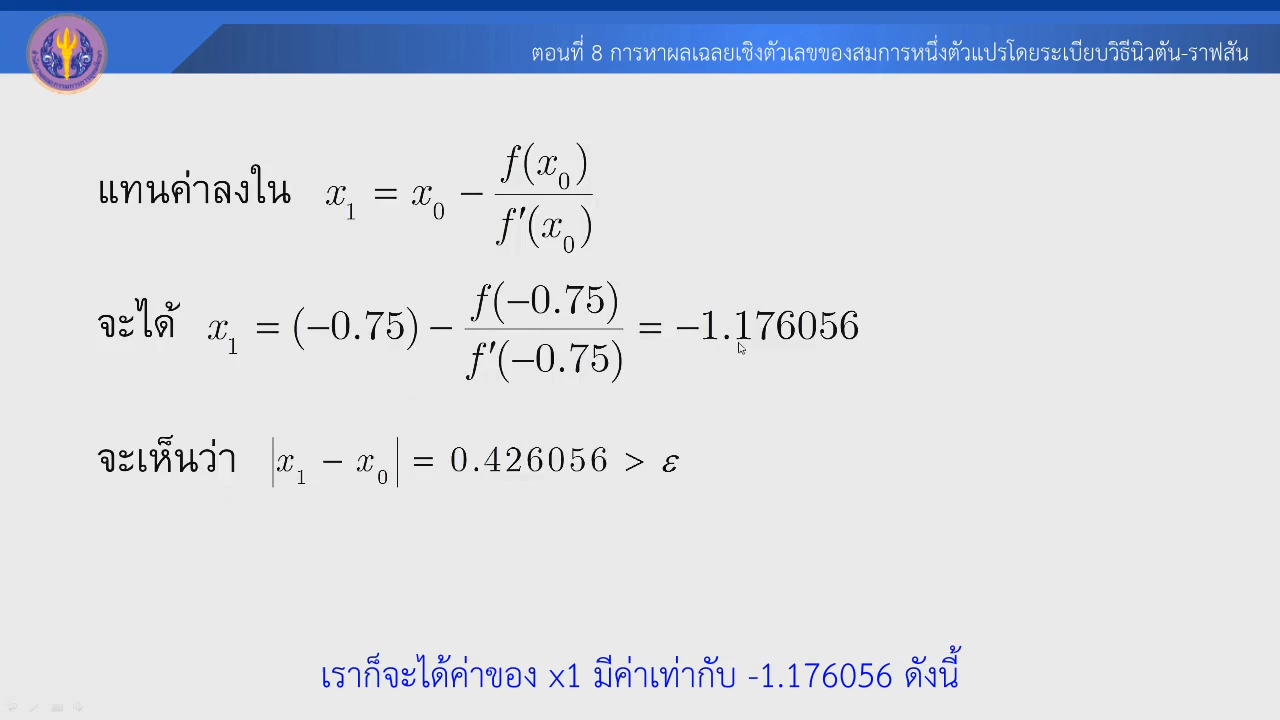 ตอนที่ 8 การหาผลเฉลยเชิงตัวเลขของสมการหนึ่งตัวแปรโดยระเบียบวิธีนิวตัน-ราฟสัน
แทนค่าลงใน x₁ = x₀ − f(x₀) / f′(x₀)
จะได้ x₁ = (−0.75) − f(−0.75) / f′(−0.75) = −1.176056
จะเห็นว่า |x₁ − x₀| = 0.426056 > ε
เราก็จะได้ค่าของ x1 มีค่าเท่ากับ -1.176056 ดังนี้